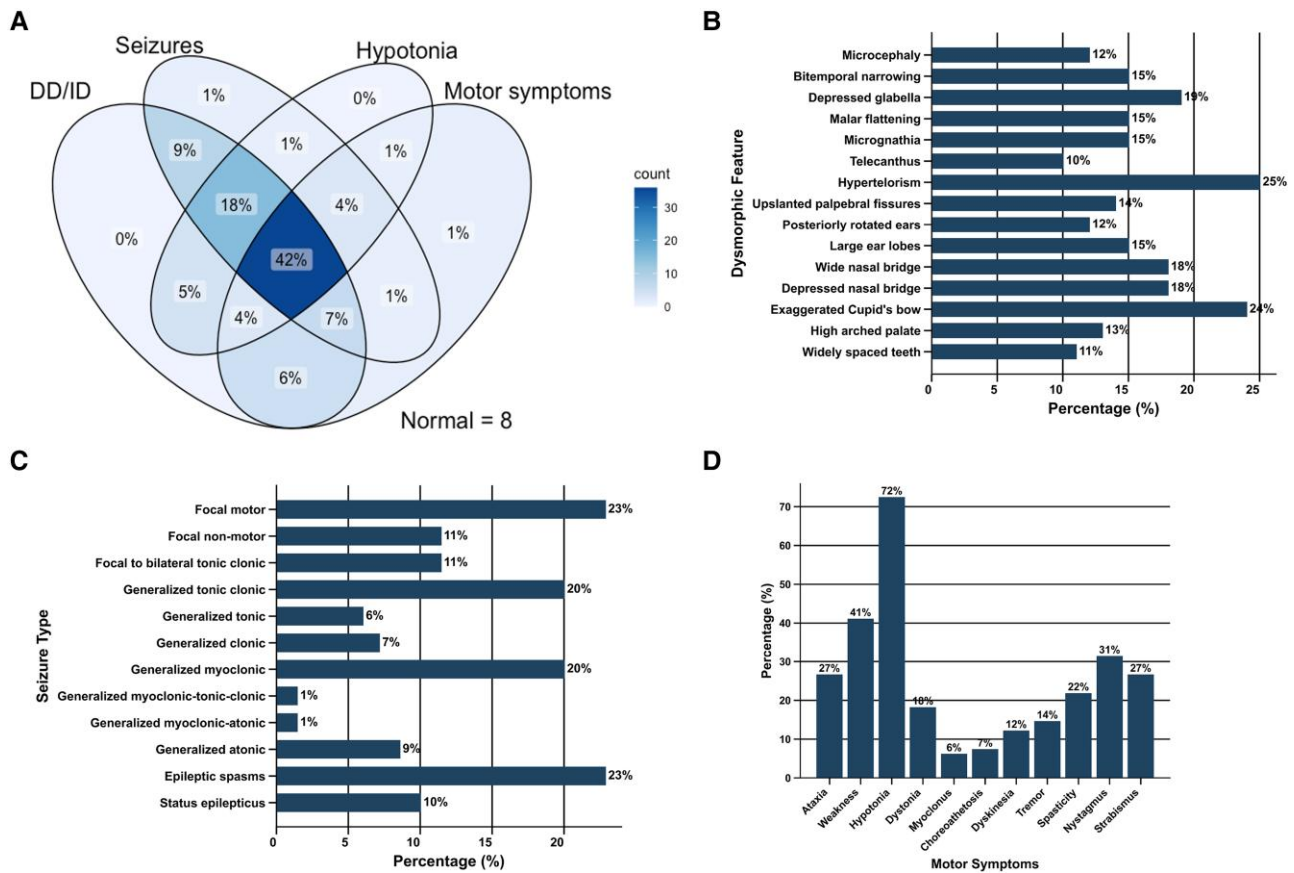 A
Seizures
Hypotonia
DD/ID
Motor symptoms
1%
0%
9%
1%
1%
18%
4%
0%
1%
42%
5%
1%
4%
7%
6%
Normal = 8
count
30
20
10
0
B
Dysmorphic Feature
Microcephaly 12%
Bitemporal narrowing 15%
Depressed glabella 19%
Malar flattening 15%
Micrognathia 15%
Telecanthus 10%
Hypertelorism 25%
Upslanted palpebral fissures 14%
Posteriorly rotated ears 12%
Large ear lobes 15%
Wide nasal bridge 18%
Depressed nasal bridge 18%
Exaggerated Cupid's bow 24%
High arched palate 13%
Widely spaced teeth 11%
0 5 10 15 20 25
Percentage (%)
C
Seizure Type
Focal motor 23%
Focal non-motor 11%
Focal to bilateral tonic clonic 11%
Generalized tonic clonic 20%
Generalized tonic 6%
Generalized clonic 7%
Generalized myoclonic 20%
Generalized myoclonic-tonic-clonic 1%
Generalized myoclonic-atonic 1%
Generalized atonic 9%
Epileptic spasms 23%
Status epilepticus 10%
0 5 10 15 20
Percentage (%)
D
Percentage (%)
70
60
50
40
30
20
10
0
27% 41% 72% 18% 6% 7% 12% 14% 22% 31% 27%
Ataxia Weakness Hypotonia Dystonia Myoclonus Choreoathetosis Dyskinesia Tremor Spasticity Nystagmus Strabismus
Motor Symptoms